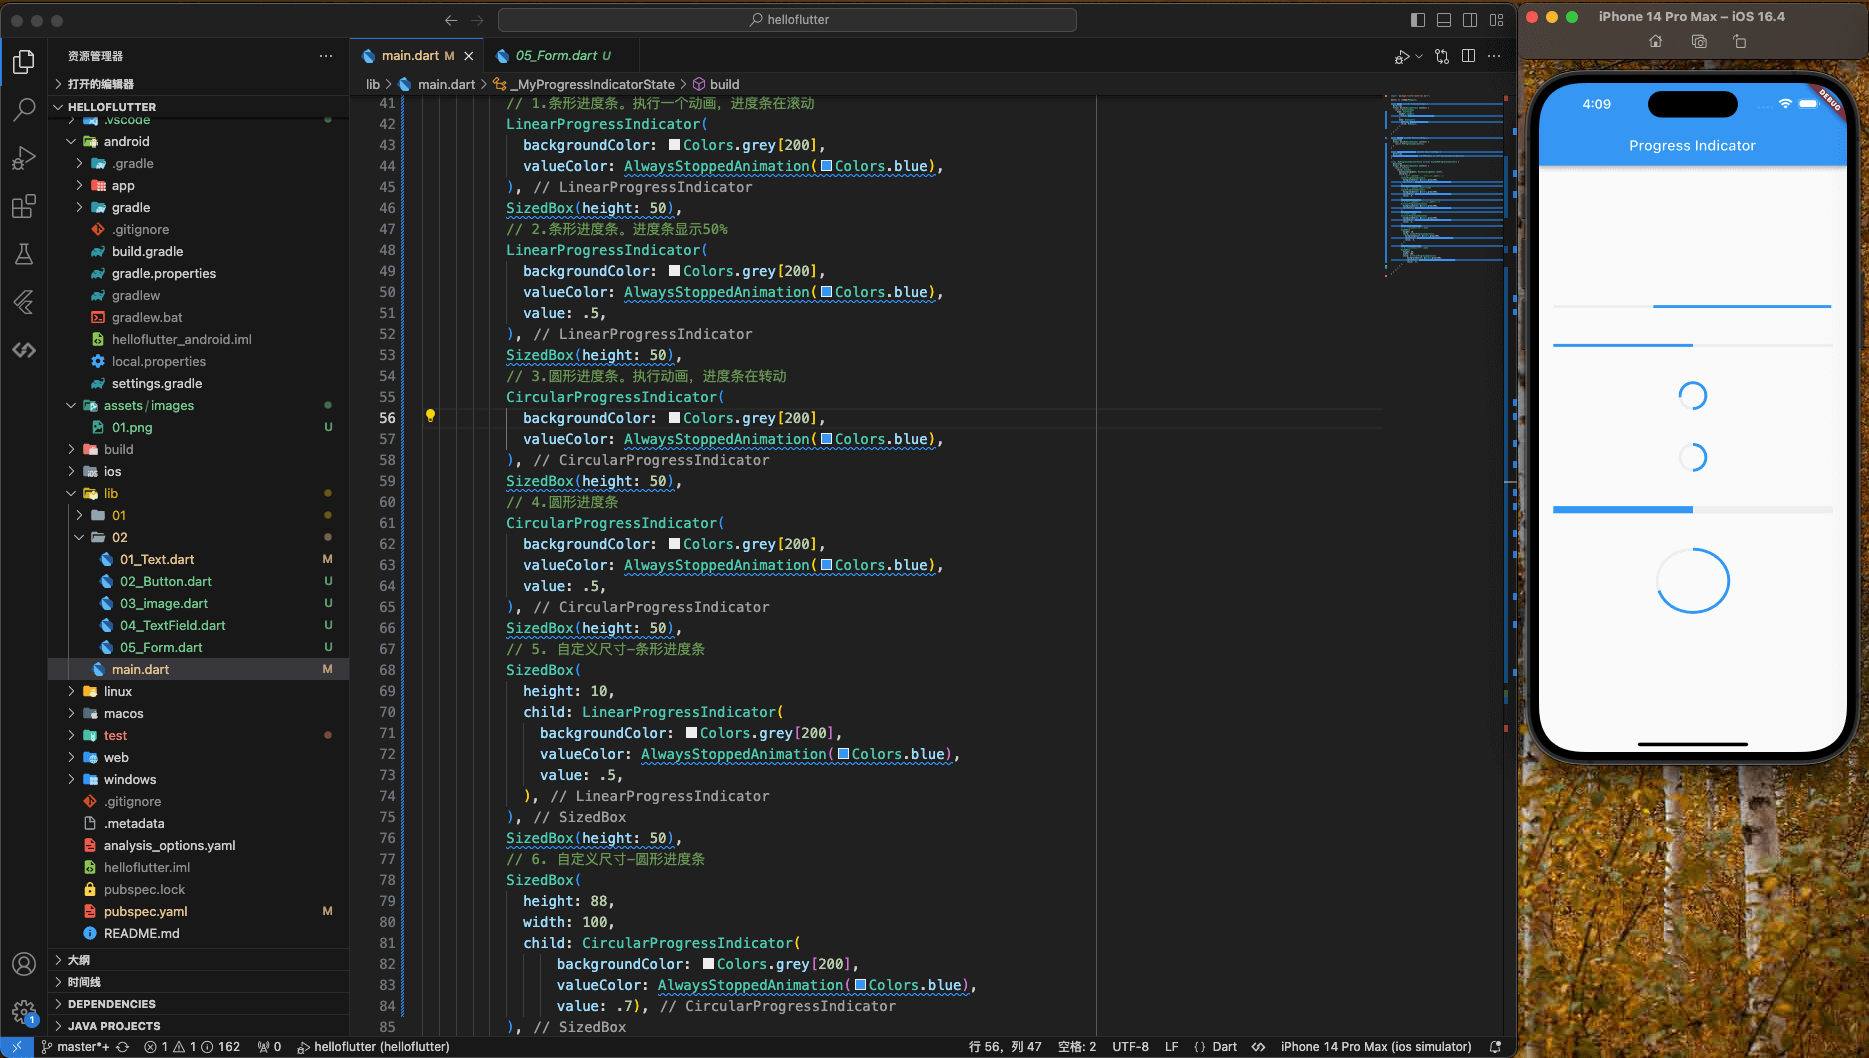 helloflutter
资源管理器
打开的编辑器
HELLOFLUTTER
.vscode
android
.gradle
app
gradle
.gitignore
build.gradle
gradle.properties
gradlew
gradlew.bat
helloflutter_android.iml
local.properties
settings.gradle
assets/images
01.png U
build
ios
lib
01
02
01_Text.dart M
02_Button.dart U
03_image.dart U
04_TextField.dart U
05_Form.dart U
main.dart M
linux
macos
test
web
windows
.gitignore
.metadata
analysis_options.yaml
helloflutter.iml
pubspec.lock
pubspec.yaml M
README.md
大纲
时间线
DEPENDENCIES
JAVA PROJECTS
1
main.dart M
05_Form.dart U
lib > main.dart > _MyProgressIndicatorState > build
41 // 1.条形进度条。执行一个动画，进度条在滚动
42 LinearProgressIndicator(
43 backgroundColor: Colors.grey[200],
44 valueColor: AlwaysStoppedAnimation(Colors.blue),
45 ), // LinearProgressIndicator
46 SizedBox(height: 50),
47 // 2.条形进度条。进度条显示50%
48 LinearProgressIndicator(
49 backgroundColor: Colors.grey[200],
50 valueColor: AlwaysStoppedAnimation(Colors.blue),
51 value: .5,
52 ), // LinearProgressIndicator
53 SizedBox(height: 50),
54 // 3.圆形进度条。执行动画，进度条在转动
55 CircularProgressIndicator(
56 backgroundColor: Colors.grey[200],
57 valueColor: AlwaysStoppedAnimation(Colors.blue),
58 ), // CircularProgressIndicator
59 SizedBox(height: 50),
60 // 4.圆形进度条
61 CircularProgressIndicator(
62 backgroundColor: Colors.grey[200],
63 valueColor: AlwaysStoppedAnimation(Colors.blue),
64 value: .5,
65 ), // CircularProgressIndicator
66 SizedBox(height: 50),
67 // 5. 自定义尺寸-条形进度条
68 SizedBox(
69 height: 10,
70 child: LinearProgressIndicator(
71 backgroundColor: Colors.grey[200],
72 valueColor: AlwaysStoppedAnimation(Colors.blue),
73 value: .5,
74 ), // LinearProgressIndicator
75 ), // SizedBox
76 SizedBox(height: 50),
77 // 6. 自定义尺寸-圆形进度条
78 SizedBox(
79 height: 88,
80 width: 100,
81 child: CircularProgressIndicator(
82 backgroundColor: Colors.grey[200],
83 valueColor: AlwaysStoppedAnimation(Colors.blue),
84 value: .7), // CircularProgressIndicator
85 ), // SizedBox
master*+ 1 1 162 0 helloflutter (helloflutter)
行 56，列 47 空格: 2 UTF-8 LF {} Dart iPhone 14 Pro Max (ios simulator)
iPhone 14 Pro Max – iOS 16.4
4:09
DEBUG
Progress Indicator